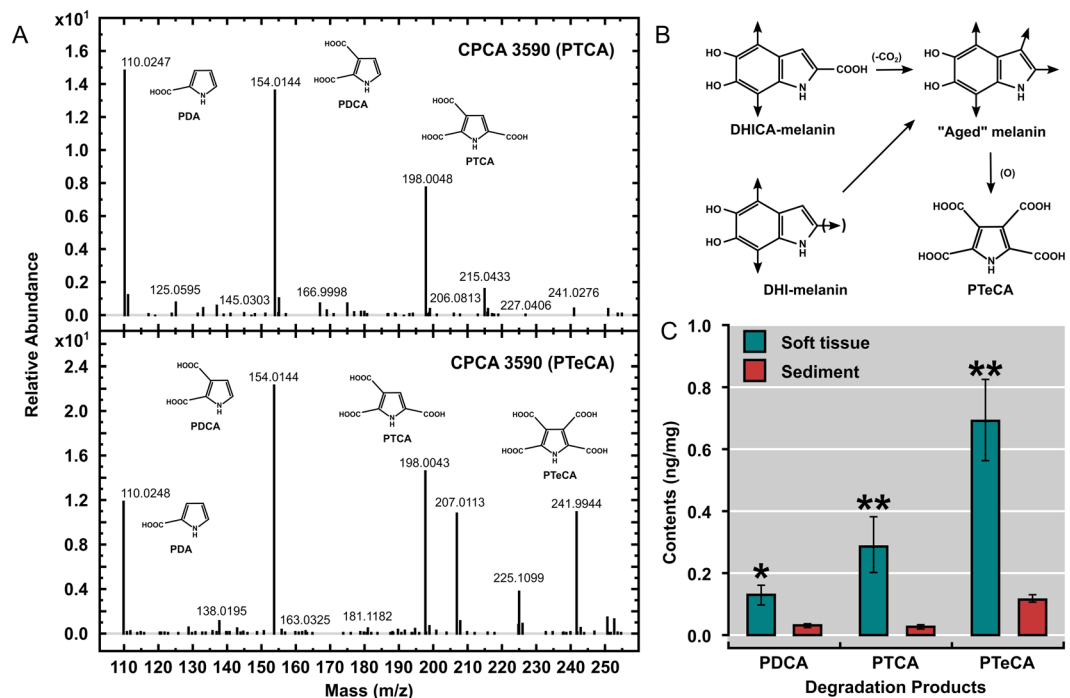 A
Relative Abundance
x10¹
1.6
1.4
1.2
1.0
0.8
0.6
0.4
0.2
0.0
CPCA 3590 (PTCA)
110.0247
HOOC
N
H
PDA
154.0144
HOOC
HOOC
N
H
PDCA
HOOC
HOOC
COOH
N
H
PTCA
198.0048
125.0595
145.0303
166.9998
206.0813
215.0433
227.0406
241.0276
x10¹
2.4
2.0
1.6
1.2
0.8
0.4
0.0
CPCA 3590 (PTeCA)
110.0248
HOOC
N
H
PDA
HOOC
HOOC
N
H
PDCA
154.0144
HOOC
HOOC
COOH
N
H
PTCA
198.0043
207.0113
HOOC
COOH
HOOC
COOH
N
H
PTeCA
241.9944
225.1099
138.0195
163.0325
181.1182
110 120 130 140 150 160 170 180 190 200 210 220 230 240 250
Mass (m/z)
B
HO
HO
COOH
N
H
DHICA-melanin
(-CO₂)
HO
HO
N
H
"Aged" melanin
HO
HO
N
H
( )
DHI-melanin
(O)
HOOC
COOH
HOOC
COOH
N
H
PTeCA
C
Contents (ng/mg)
1.0
0.8
0.6
0.4
0.2
0.0
Soft tissue
Sediment
*
**
**
PDCA PTCA PTeCA
Degradation Products